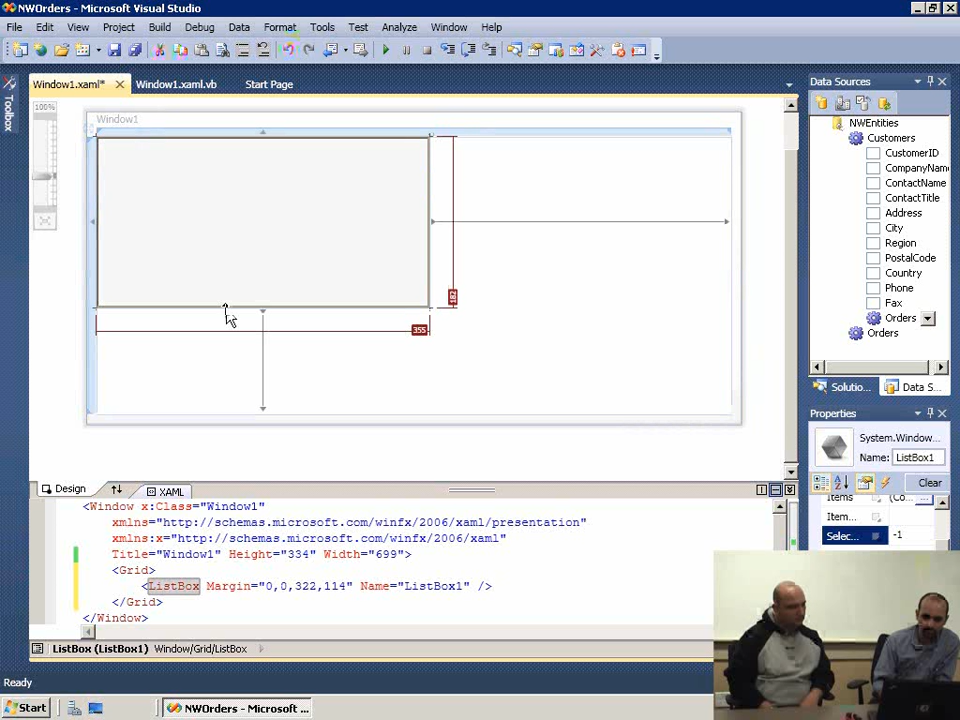 NWOrders - Microsoft Visual Studio
File Edit View Project Build Debug Data Format Tools Test Analyze Window Help
Window1.xaml* Window1.xaml.vb Start Page
Toolbox
100%
Window1
182
355
Data Sources
NWEntities
Customers
CustomerID
CompanyNam
ContactName
ContactTitle
Address
City
Region
PostalCode
Country
Phone
Fax
Orders
Orders
Solutio... Data S...
Properties
System.Window...
Name: ListBox1
Clear
Items (Co...
Item...
Selec... -1
Design XAML
<Window x:Class="Window1"
xmlns="http://schemas.microsoft.com/winfx/2006/xaml/presentation"
xmlns:x="http://schemas.microsoft.com/winfx/2006/xaml"
Title="Window1" Height="334" Width="699">
<Grid>
<ListBox Margin="0,0,322,114" Name="ListBox1" />
</Grid>
</Window>
ListBox (ListBox1) Window/Grid/ListBox
Ready
Start NWOrders - Microsoft ...